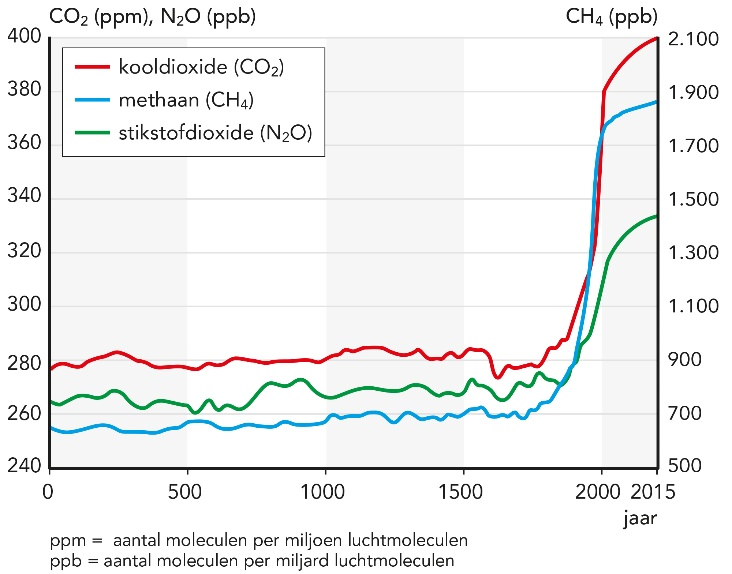 CO₂ (ppm), N₂O (ppb)
CH₄ (ppb)
400
380
360
340
320
300
280
260
240
kooldioxide (CO₂)
methaan (CH₄)
stikstofdioxide (N₂O)
2.100
1.900
1.700
1.500
1.300
1.100
900
700
500
0 500 1000 1500 2000 2015
jaar
ppm = aantal moleculen per miljoen luchtmoleculen
ppb = aantal moleculen per miljard luchtmoleculen